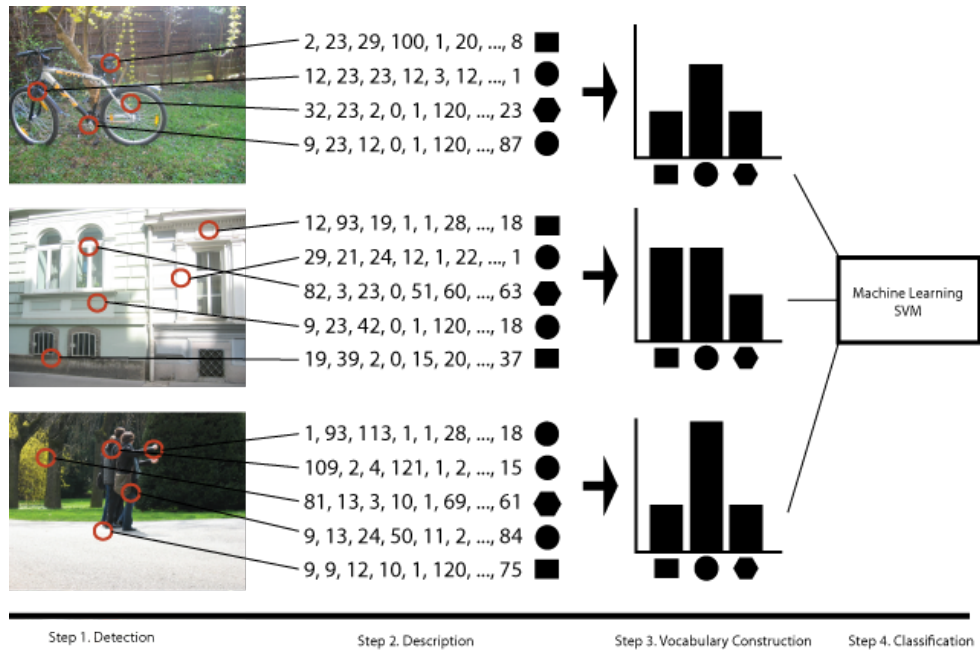 2, 23, 29, 100, 1, 20, ..., 8
12, 23, 23, 12, 3, 12, ..., 1
32, 23, 2, 0, 1, 120, ..., 23
9, 23, 12, 0, 1, 120, ..., 87
12, 93, 19, 1, 1, 28, ..., 18
29, 21, 24, 12, 1, 22, ..., 1
82, 3, 23, 0, 51, 60, ..., 63
9, 23, 42, 0, 1, 120, ..., 18
19, 39, 2, 0, 15, 20, ..., 37
1, 93, 113, 1, 1, 28, ..., 18
109, 2, 4, 121, 1, 2, ..., 15
81, 13, 3, 10, 1, 69, ..., 61
9, 13, 24, 50, 11, 2, ..., 84
9, 9, 12, 10, 1, 120, ..., 75
Machine Learning
SVM
Step 1. Detection
Step 2. Description
Step 3. Vocabulary Construction
Step 4. Classification